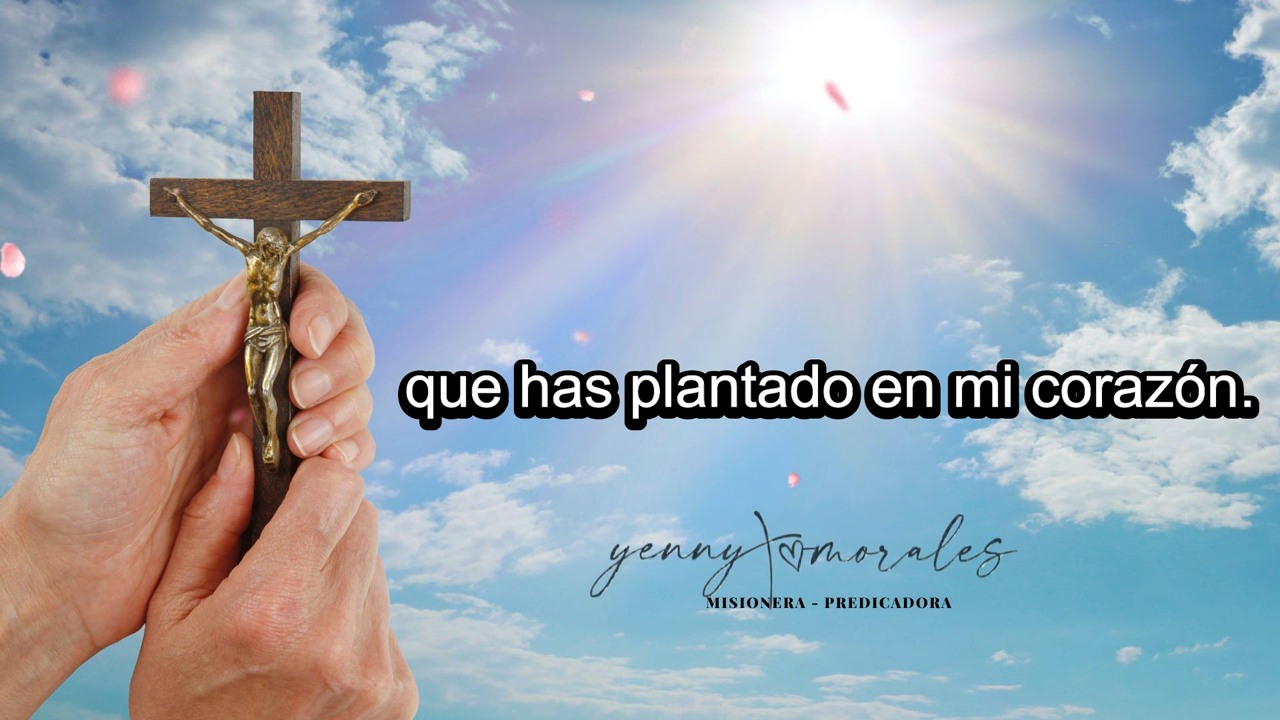 que has plantado en mi corazón.
yenny morales
MISIONERA - PREDICADORA